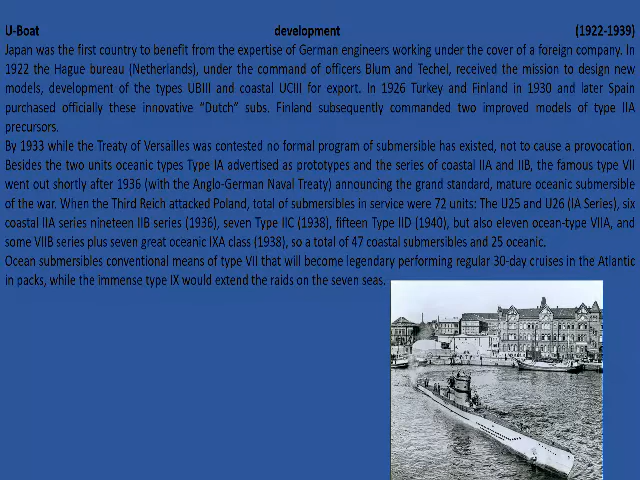 U-Boat development (1922-1939)
Japan was the first country to benefit from the expertise of German engineers working under the cover of a foreign company. In
1922 the Hague bureau (Netherlands), under the command of officers Blum and Techel, received the mission to design new
models, development of the types UBIII and coastal UCIII for export. In 1926 Turkey and Finland in 1930 and later Spain
purchased officially these innovative “Dutch” subs. Finland subsequently commanded two improved models of type IIA
precursors.
By 1933 while the Treaty of Versailles was contested no formal program of submersible has existed, not to cause a provocation.
Besides the two units oceanic types Type IA advertised as prototypes and the series of coastal IIA and IIB, the famous type VII
went out shortly after 1936 (with the Anglo-German Naval Treaty) announcing the grand standard, mature oceanic submersible
of the war. When the Third Reich attacked Poland, total of submersibles in service were 72 units: The U25 and U26 (IA Series), six
coastal IIA series nineteen IIB series (1936), seven Type IIC (1938), fifteen Type IID (1940), but also eleven ocean-type VIIA, and
some VIIB series plus seven great oceanic IXA class (1938), so a total of 47 coastal submersibles and 25 oceanic.
Ocean submersibles conventional means of type VII that will become legendary performing regular 30-day cruises in the Atlantic
in packs, while the immense type IX would extend the raids on the seven seas.